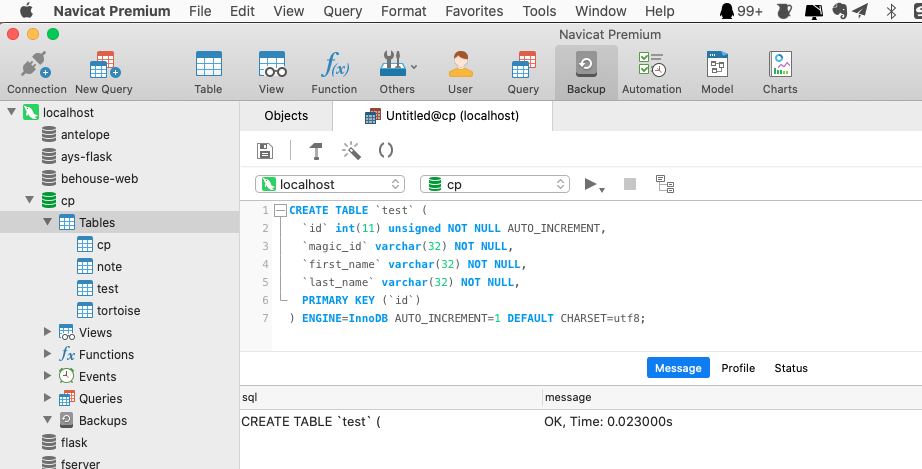 Navicat Premium File Edit View Query Format Favorites Tools Window Help 99+
Navicat Premium
Connection New Query Table View Function Others User Query Backup Automation Model Charts
f(x)
localhost
antelope
ays-flask
behouse-web
cp
Tables
cp
note
test
tortoise
Views
fx Functions
Events
Queries
Backups
flask
fserver
Objects Untitled@cp (localhost)
localhost cp
1 CREATE TABLE `test` (
2 `id` int(11) unsigned NOT NULL AUTO_INCREMENT,
3 `magic_id` varchar(32) NOT NULL,
4 `first_name` varchar(32) NOT NULL,
5 `last_name` varchar(32) NOT NULL,
6 PRIMARY KEY (`id`)
7 ) ENGINE=InnoDB AUTO_INCREMENT=1 DEFAULT CHARSET=utf8;
Message Profile Status
sql message
CREATE TABLE `test` ( OK, Time: 0.023000s